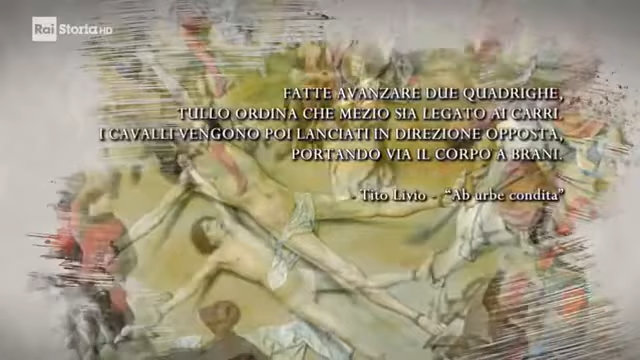 Rai Storia HD
FATTE AVANZARE DUE QUADRIGHE,
TULLO ORDINA CHE MEZIO SIA LEGATO AI CARRI.
I CAVALLI VENGONO POI LANCIATI IN DIREZIONE OPPOSTA,
PORTANDO VIA IL CORPO A BRANI.
- Tito Livio - “Ab urbe condita”